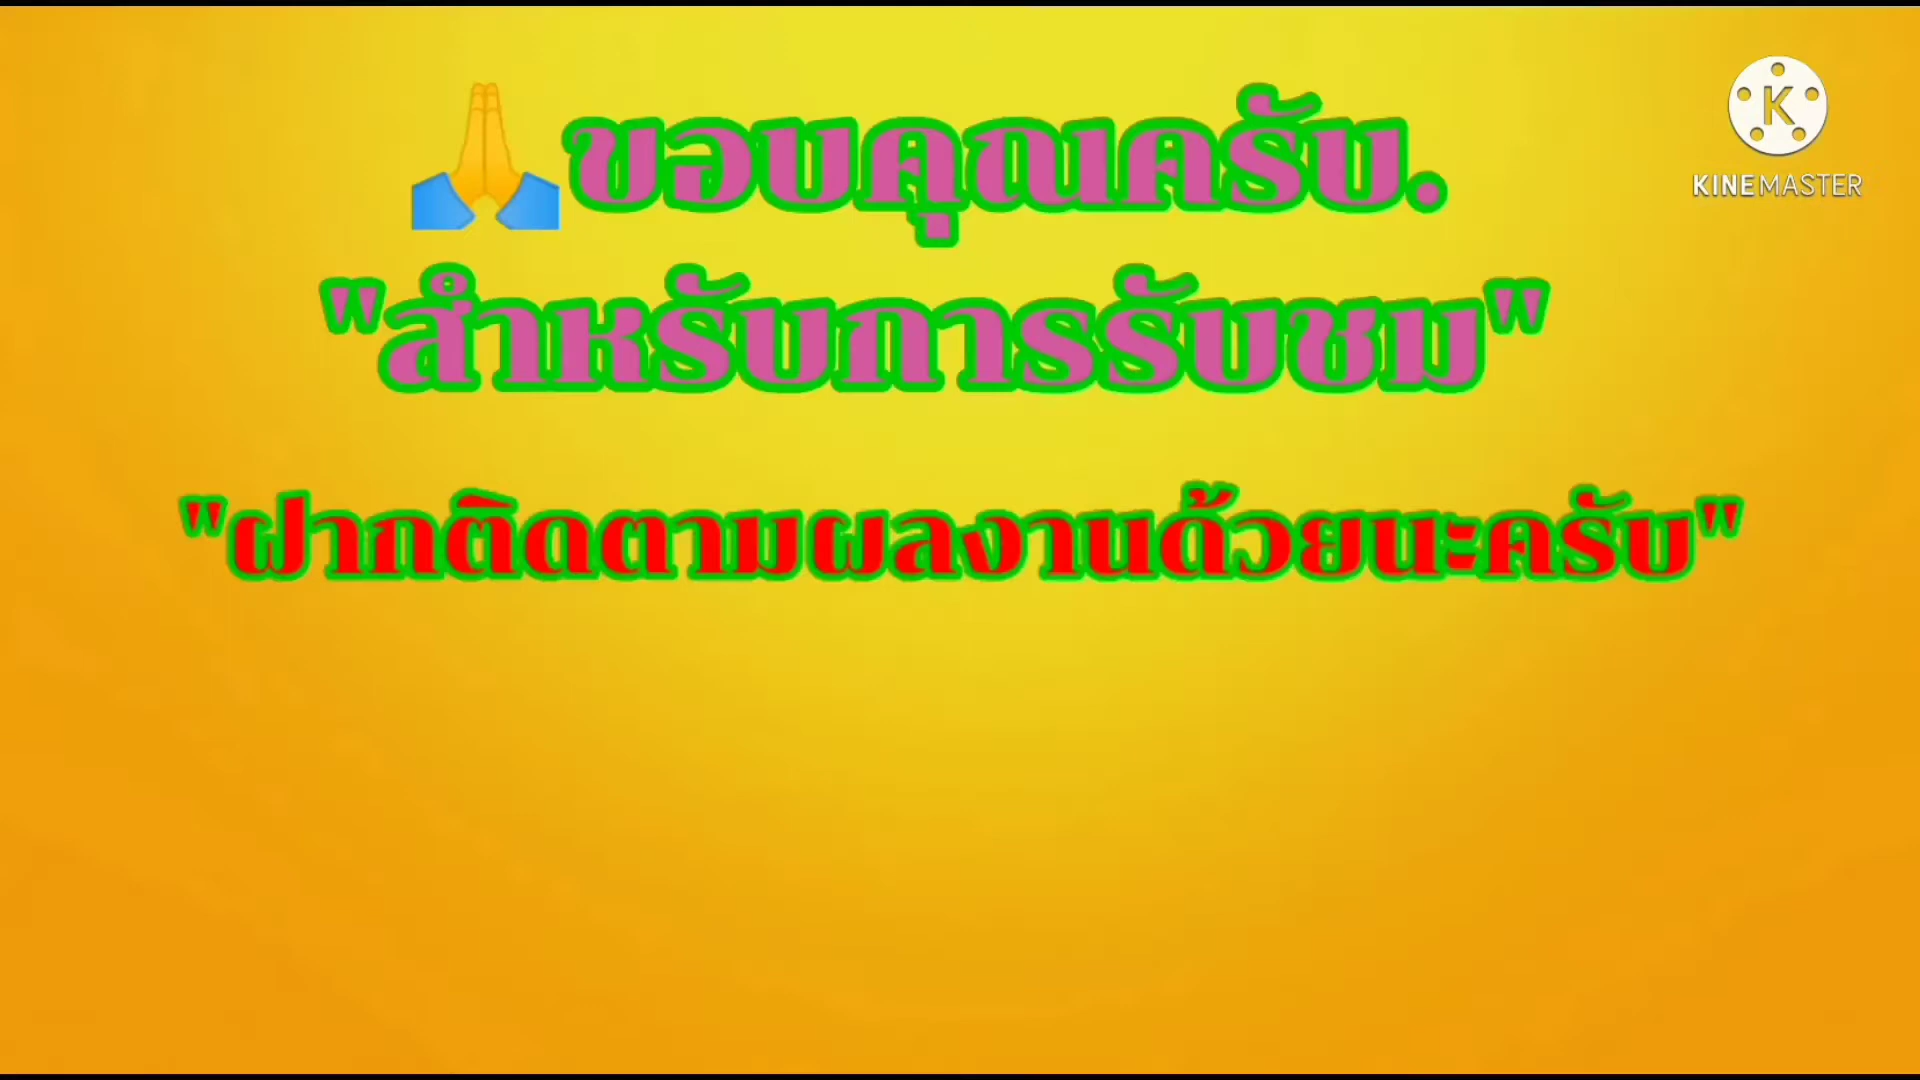 🙏ขอบคุณครับ.
"สำหรับการรับชม"
"ฝากติดตามผลงานด้วยนะครับ"
K
KINEMASTER